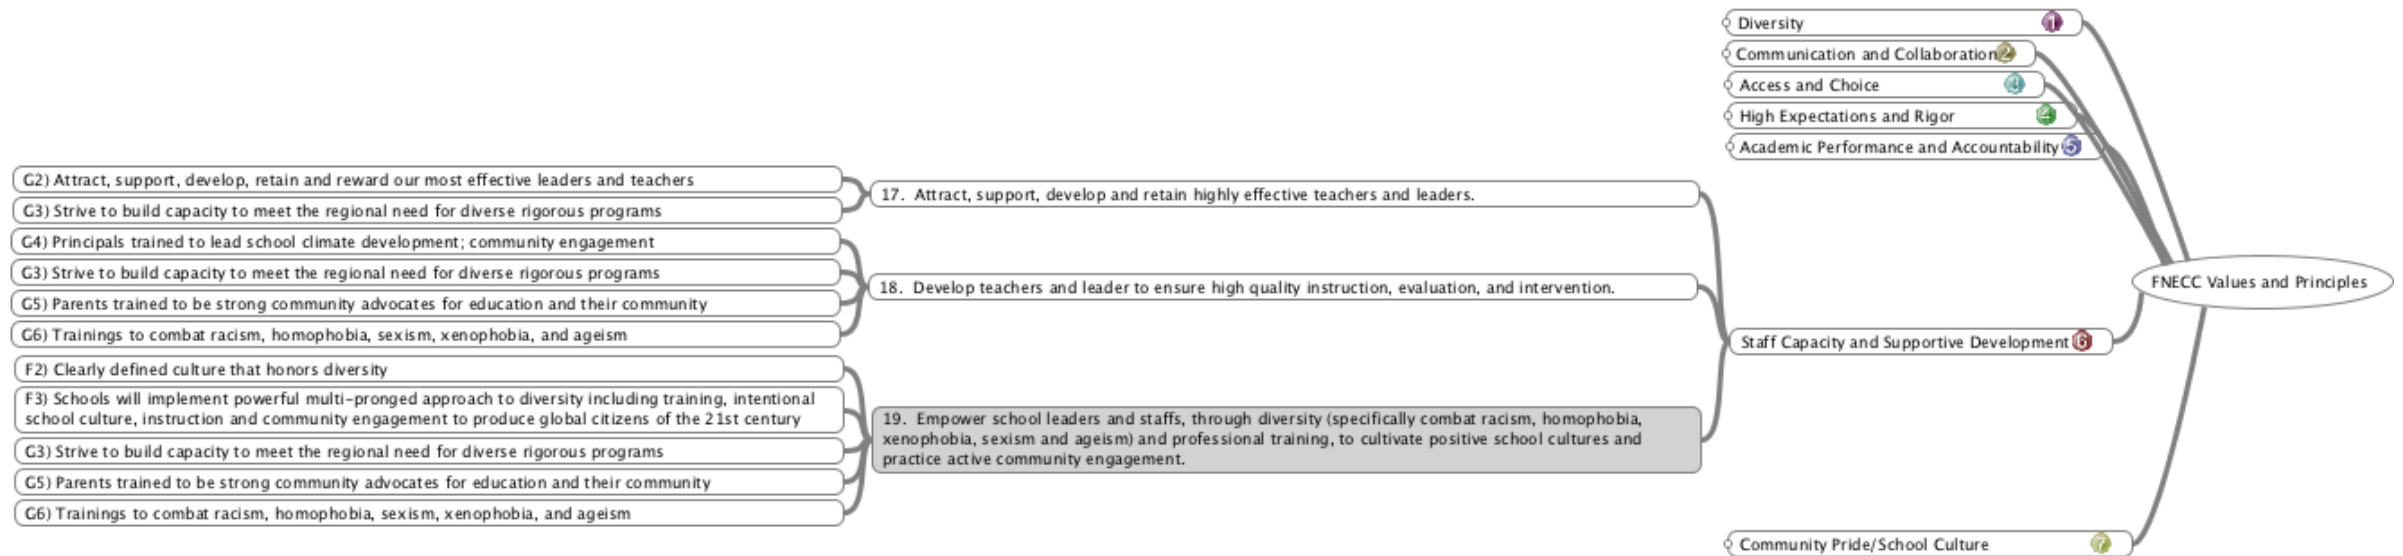 Diversity 1
Communication and Collaboration 2
Access and Choice 3
High Expectations and Rigor 4
Academic Performance and Accountability 5
G2) Attract, support, develop, retain and reward our most effective leaders and teachers
G3) Strive to build capacity to meet the regional need for diverse rigorous programs
17. Attract, support, develop and retain highly effective teachers and leaders.
G4) Principals trained to lead school climate development; community engagement
G3) Strive to build capacity to meet the regional need for diverse rigorous programs
G5) Parents trained to be strong community advocates for education and their community
G6) Trainings to combat racism, homophobia, sexism, xenophobia, and ageism
18. Develop teachers and leader to ensure high quality instruction, evaluation, and intervention.
FNECC Values and Principles
Staff Capacity and Supportive Development 6
F2) Clearly defined culture that honors diversity
F3) Schools will implement powerful multi-pronged approach to diversity including training, intentional
school culture, instruction and community engagement to produce global citizens of the 21st century
G3) Strive to build capacity to meet the regional need for diverse rigorous programs
G5) Parents trained to be strong community advocates for education and their community
G6) Trainings to combat racism, homophobia, sexism, xenophobia, and ageism
19. Empower school leaders and staffs, through diversity (specifically combat racism, homophobia,
xenophobia, sexism and ageism) and professional training, to cultivate positive school cultures and
practice active community engagement.
Community Pride/School Culture 7